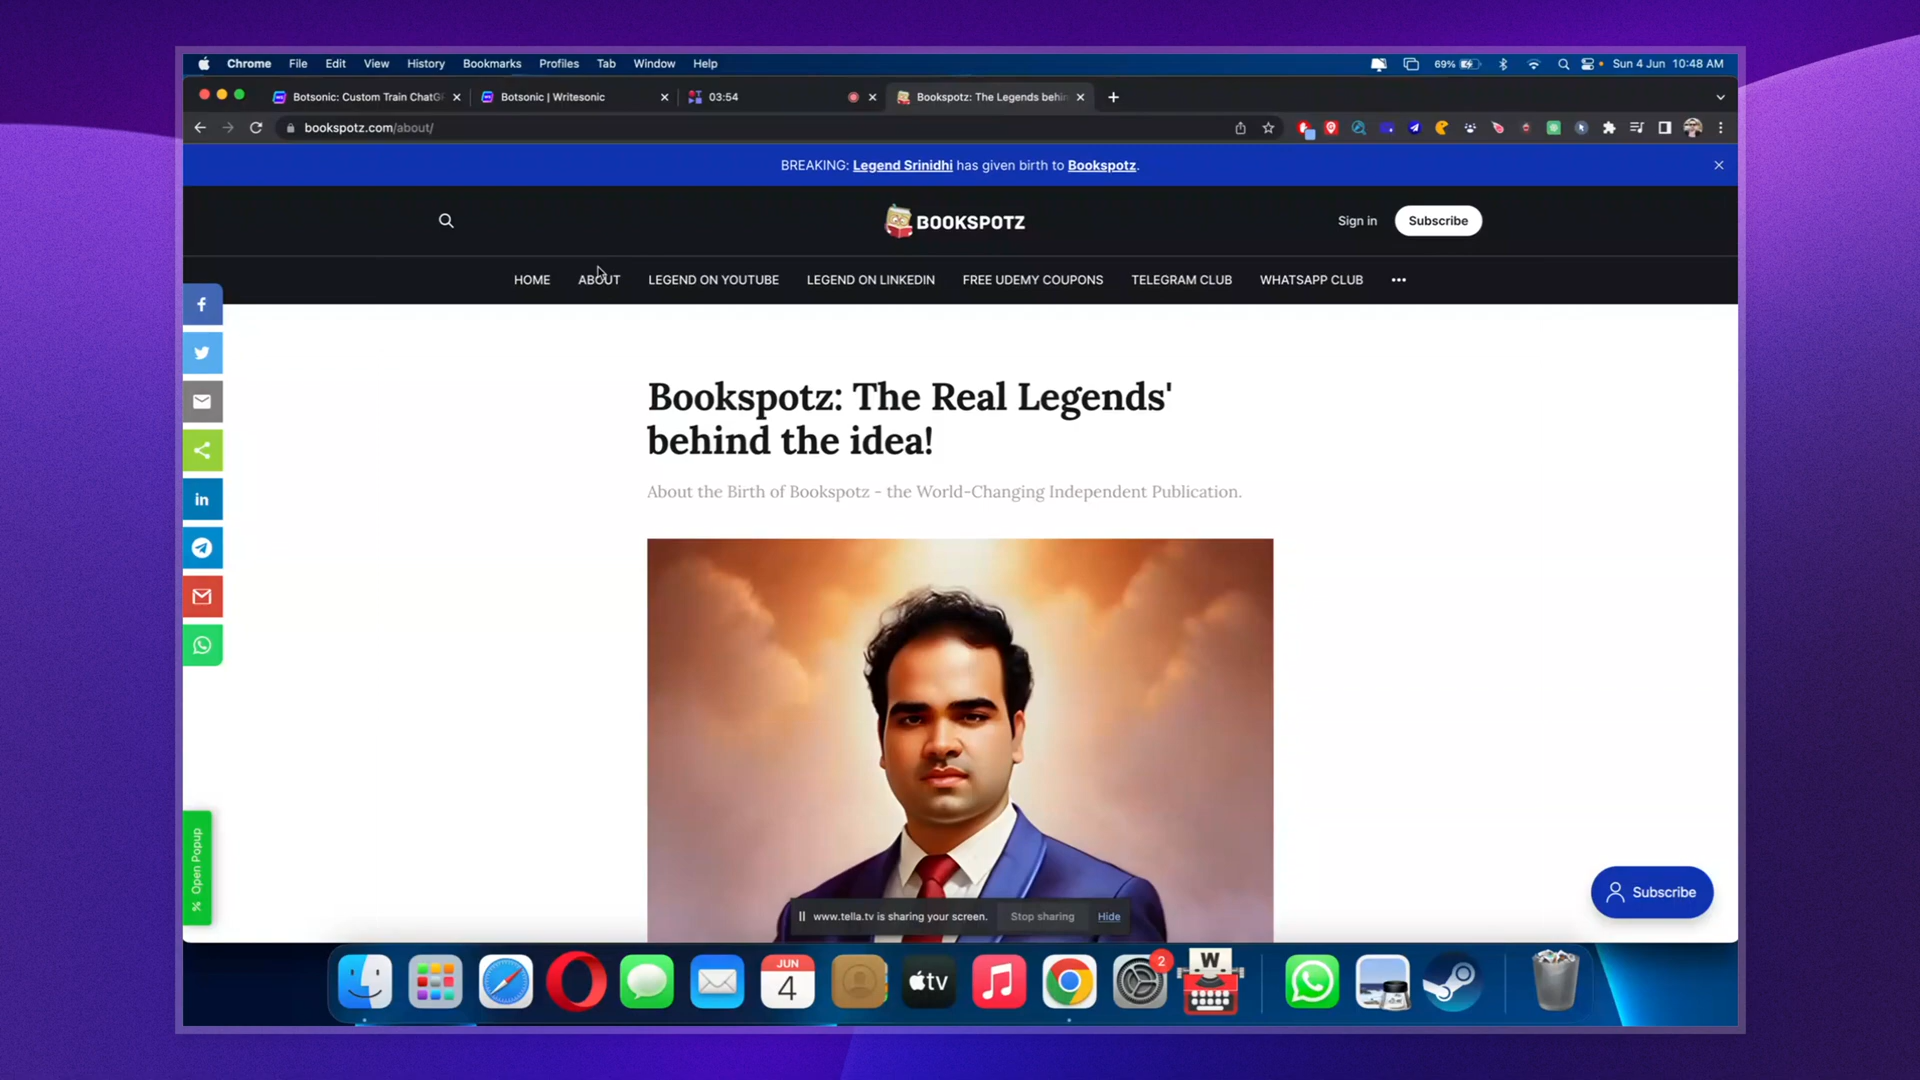 Chrome File Edit View History Bookmarks Profiles Tab Window Help 69% Sun 4 Jun 10:48 AM
Botsonic: Custom Train ChatG Botsonic | Writesonic 03:54 Bookspotz: The Legends behin
bookspotz.com/about/
BREAKING: Legend Srinidhi has given birth to Bookspotz.
BOOKSPOTZ Sign in Subscribe
HOME ABOUT LEGEND ON YOUTUBE LEGEND ON LINKEDIN FREE UDEMY COUPONS TELEGRAM CLUB WHATSAPP CLUB
Bookspotz: The Real Legends'
behind the idea!
About the Birth of Bookspotz - the World-Changing Independent Publication.
% Open Popup
Subscribe
www.tella.tv is sharing your screen. Stop sharing Hide
JUN
4
tv
2
W